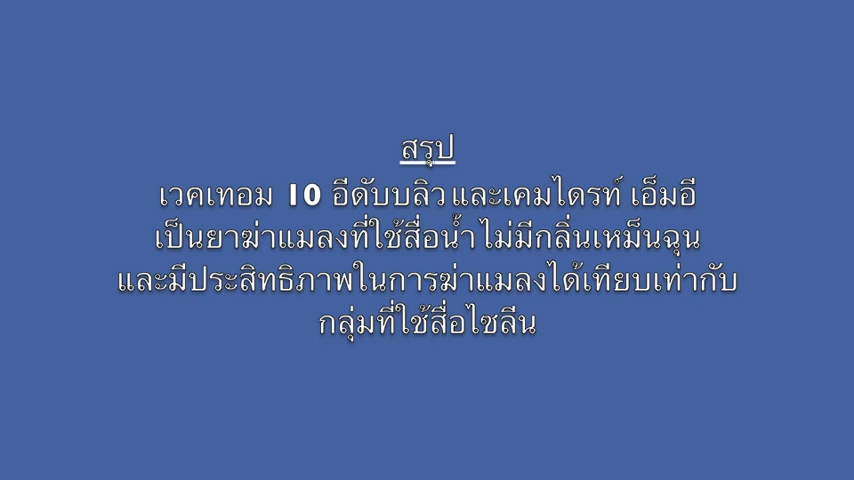 สรุป
เวคเทอม 10 อีดับบลิว และเคมไดรท์ เอ็มอี
เป็นยาฆ่าแมลงที่ใช้สื่อน้ำ ไม่มีกลิ่นเหม็นฉุน
และมีประสิทธิภาพในการฆ่าแมลงได้เทียบเท่ากับ
กลุ่มที่ใช้สื่อไซลีน